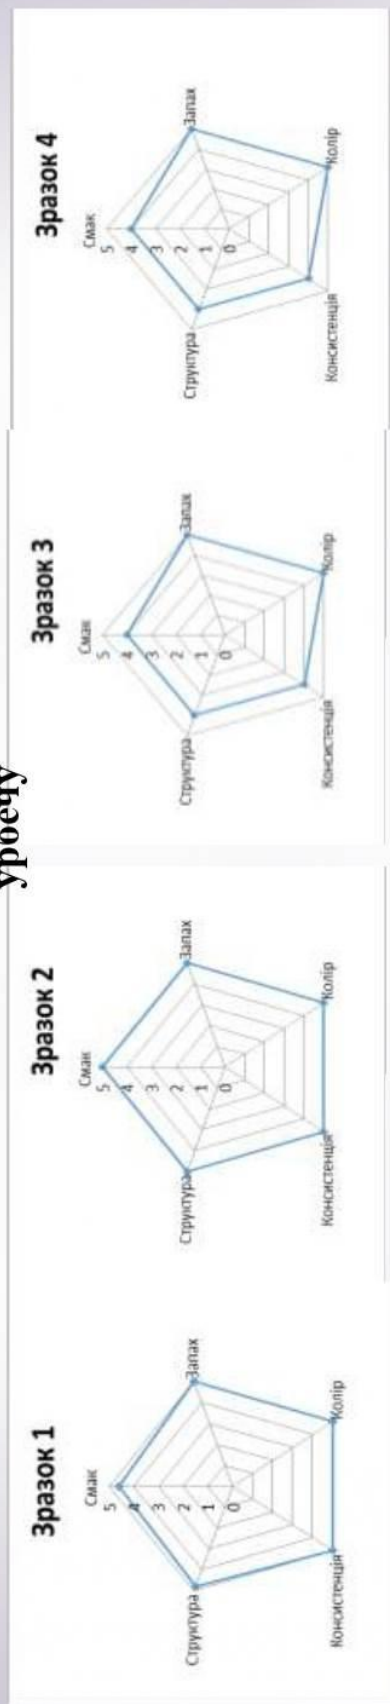 урбечу
Зразок 1
Смак
5
4
3
2
1
0
Запах
Колір
Консистенція
Структура
Зразок 2
Смак
5
4
3
2
1
0
Запах
Колір
Консистенція
Структура
Зразок 3
Смак
5
4
3
2
1
0
Запах
Колір
Консистенція
Структура
Зразок 4
Смак
5
4
3
2
1
0
Запах
Колір
Консистенція
Структура